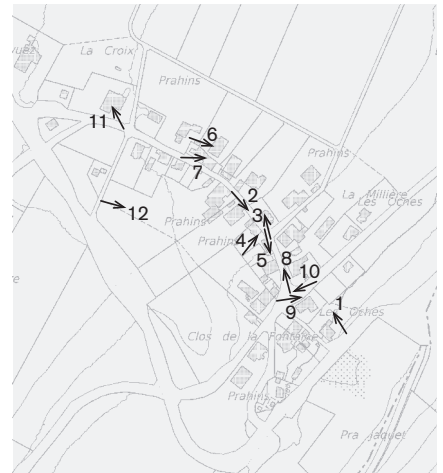 La Croix
Prahins
11
6
7
Prahins
12
2
La Millière
Les Oches
Prahins
3
4
Prahins
5
8
10
9
1
Les Oches
Clos de la Fontaine
Prahins
Pra Jaquet